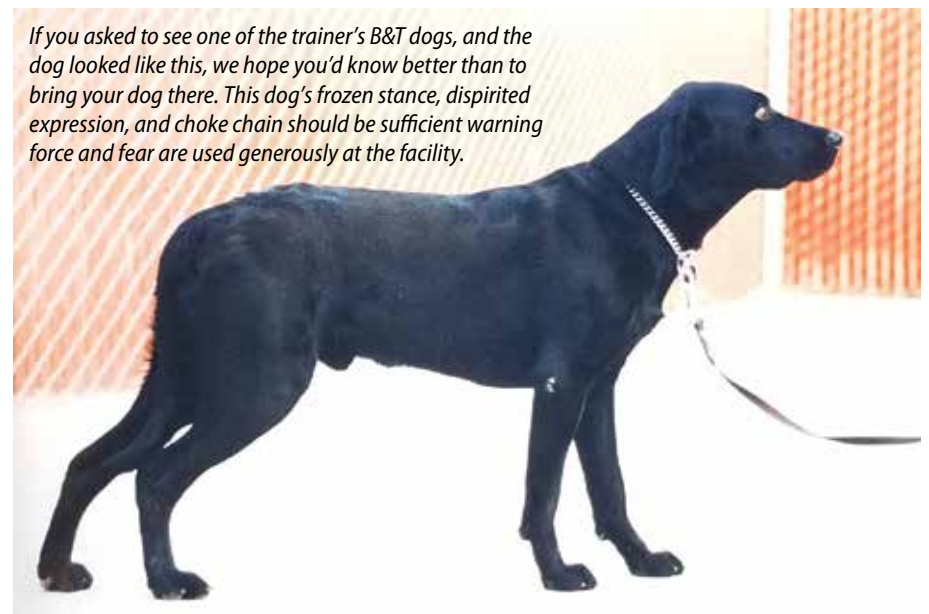 If you asked to see one of the trainer's B&T dogs, and the
dog looked like this, we hope you'd know better than to
bring your dog there. This dog's frozen stance, dispirited
expression, and choke chain should be sufficient warning
force and fear are used generously at the facility.